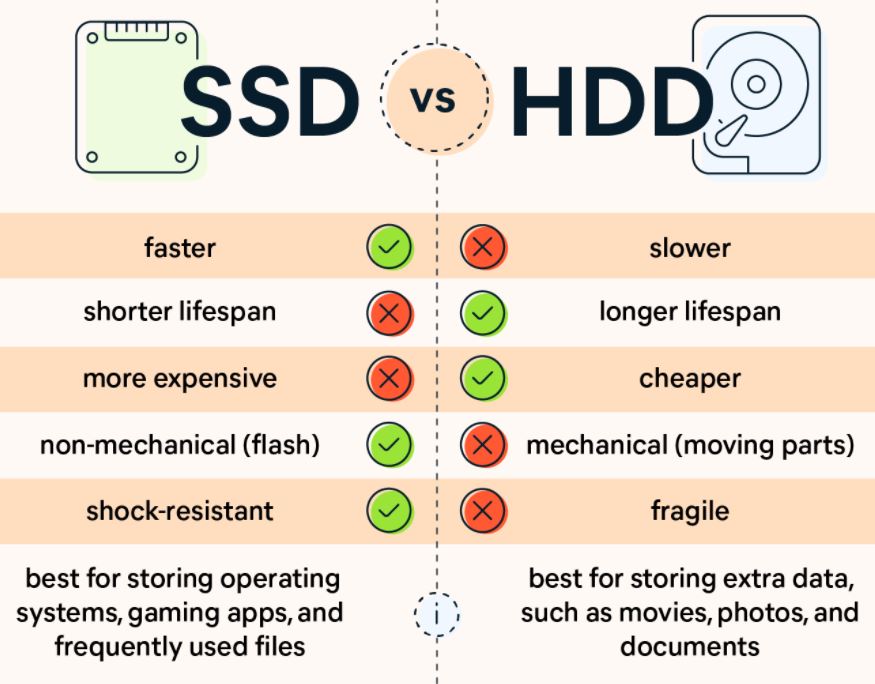 SSD vs HDD
faster slower
shorter lifespan longer lifespan
more expensive cheaper
non-mechanical (flash) mechanical (moving parts)
shock-resistant fragile
best for storing operating
systems, gaming apps, and
frequently used files
i
best for storing extra data,
such as movies, photos, and
documents